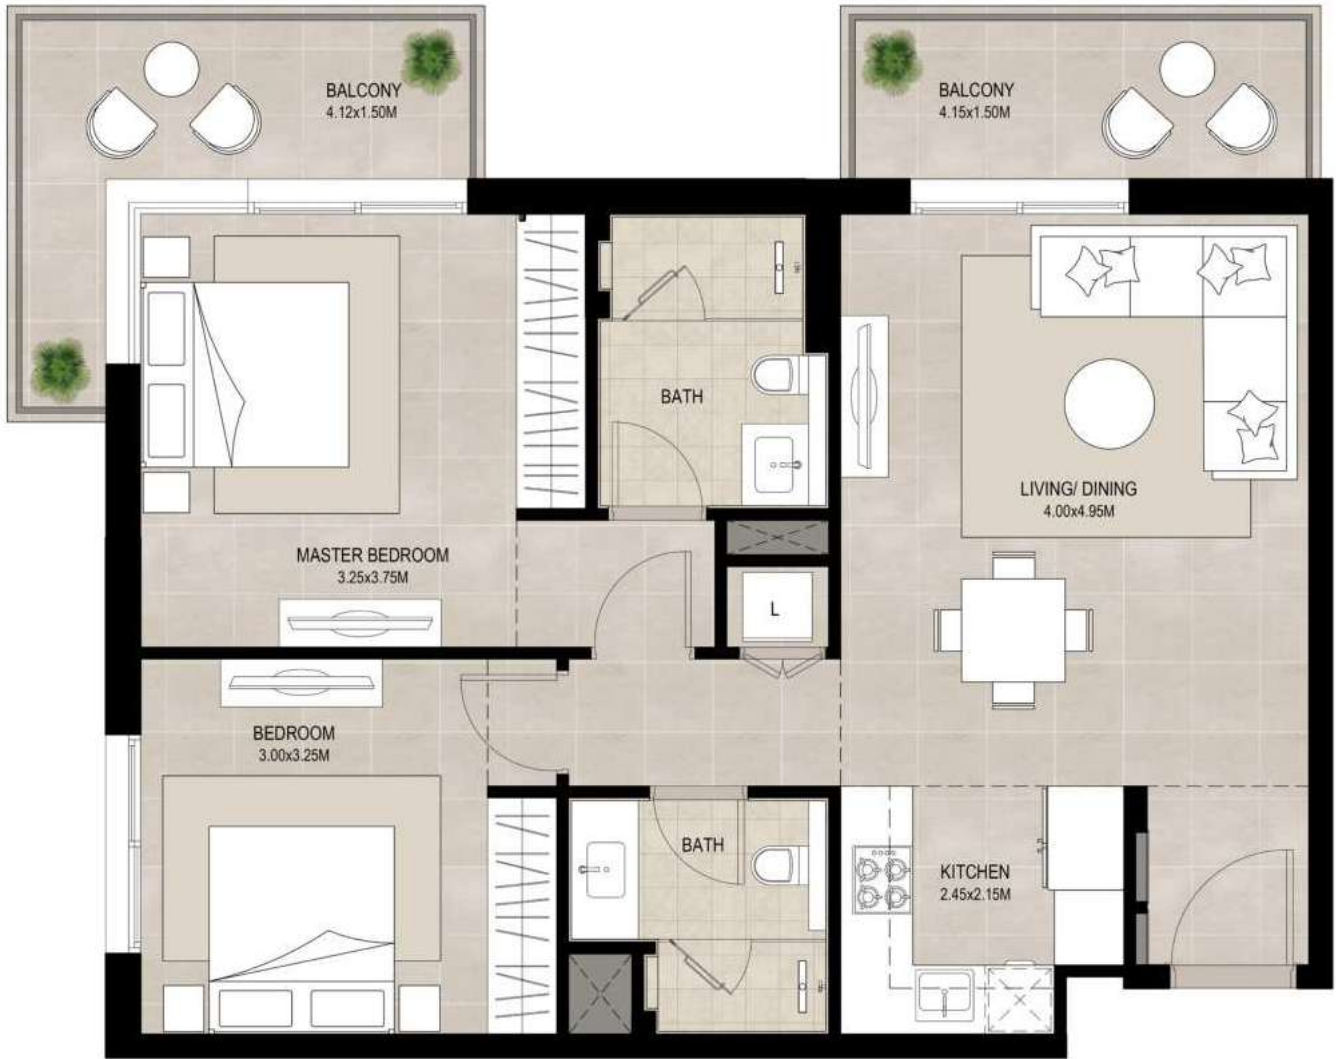 BALCONY
4.12x1.50M
BALCONY
4.15x1.50M
BATH
LIVING/ DINING
4.00x4.95M
MASTER BEDROOM
3.25x3.75M
L
BEDROOM
3.00x3.25M
BATH
KITCHEN
2.45x2.15M